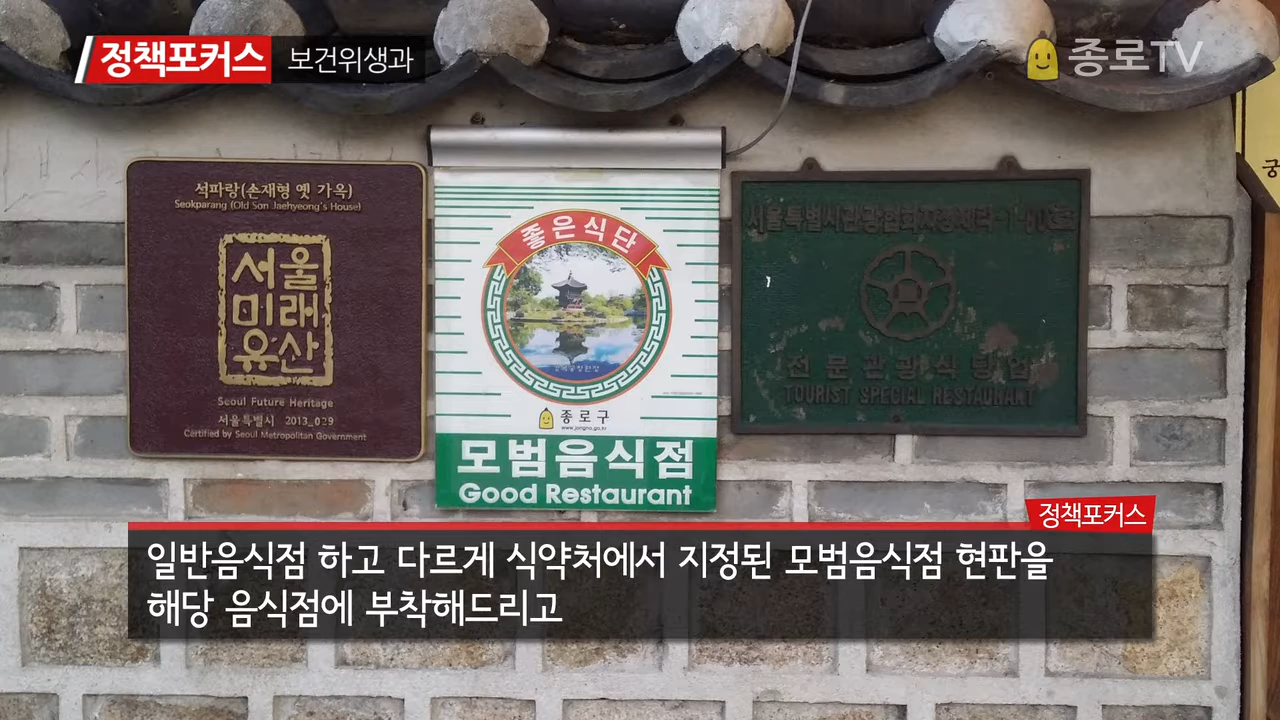 정책포커스 보건위생과
종로TV
석파랑(손재형 옛 가옥)
Seokparang (Old Son Jaehyeong's House)
서울
미래
유산
Seoul Future Heritage
서울특별시 2013_029
Certified by Seoul Metropolitan Government
좋은식단
종로구
www.jongno.go.kr
모범음식점
Good Restaurant
전문관광식당업
TOURIST SPECIAL RESTAURANT
궁
정책포커스
일반음식점 하고 다르게 식약처에서 지정된 모범음식점 현판을
해당 음식점에 부착해드리고